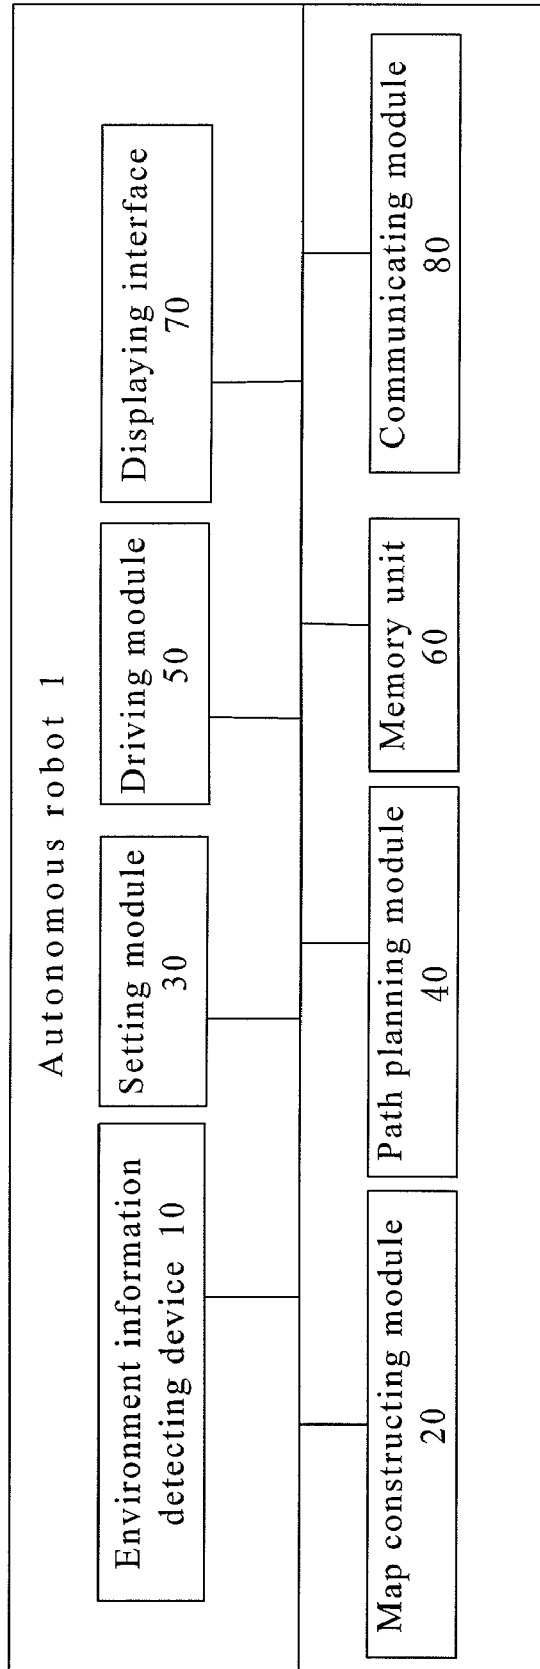 Autonomous robot 1
Environment information
detecting device 10
Setting module
30
Driving module
50
Displaying interface
70
Map constructing module
20
Path planning module
40
Memory unit
60
Communicating module
80